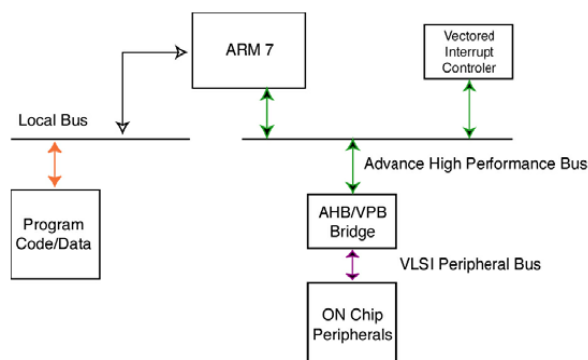 ARM 7
Vectored
Interrupt
Controler
Local Bus
Advance High Performance Bus
Program
Code/Data
AHB/VPB
Bridge
VLSI Peripheral Bus
ON Chip
Peripherals